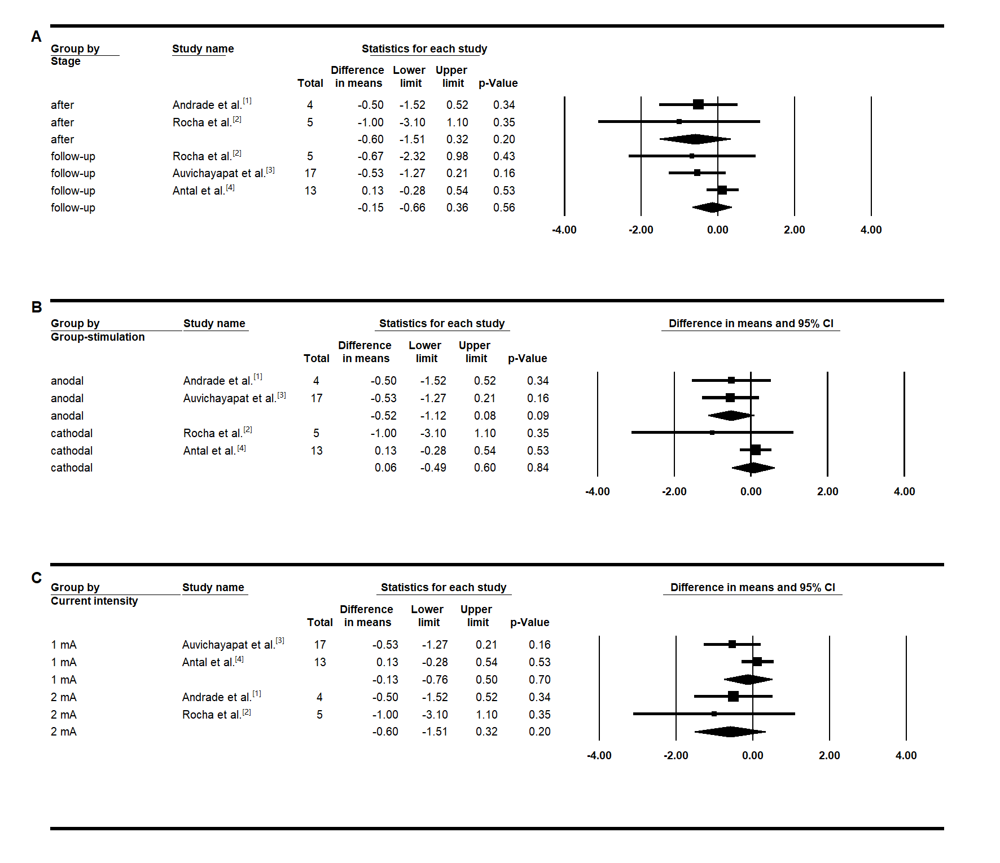 A
Group by Study name Statistics for each study
Stage
Difference Lower Upper
Total in means limit limit p-Value
after Andrade et al.[1] 4 -0.50 -1.52 0.52 0.34
after Rocha et al.[2] 5 -1.00 -3.10 1.10 0.35
after -0.60 -1.51 0.32 0.20
follow-up Rocha et al.[2] 5 -0.67 -2.32 0.98 0.43
follow-up Auvichayapat et al.[3] 17 -0.53 -1.27 0.21 0.16
follow-up Antal et al.[4] 13 0.13 -0.28 0.54 0.53
follow-up -0.15 -0.66 0.36 0.56
-4.00 -2.00 0.00 2.00 4.00
B
Group by Study name Statistics for each study Difference in means and 95% CI
Group-stimulation
Difference Lower Upper
Total in means limit limit p-Value
anodal Andrade et al.[1] 4 -0.50 -1.52 0.52 0.34
anodal Auvichayapat et al.[3] 17 -0.53 -1.27 0.21 0.16
anodal -0.52 -1.12 0.08 0.09
cathodal Rocha et al.[2] 5 -1.00 -3.10 1.10 0.35
cathodal Antal et al.[4] 13 0.13 -0.28 0.54 0.53
cathodal 0.06 -0.49 0.60 0.84
-4.00 -2.00 0.00 2.00 4.00
C
Group by Study name Statistics for each study Difference in means and 95% CI
Current intensity
Difference Lower Upper
Total in means limit limit p-Value
1 mA Auvichayapat et al.[3] 17 -0.53 -1.27 0.21 0.16
1 mA Antal et al.[4] 13 0.13 -0.28 0.54 0.53
1 mA -0.13 -0.76 0.50 0.70
2 mA Andrade et al.[1] 4 -0.50 -1.52 0.52 0.34
2 mA Rocha et al.[2] 5 -1.00 -3.10 1.10 0.35
2 mA -0.60 -1.51 0.32 0.20
-4.00 -2.00 0.00 2.00 4.00